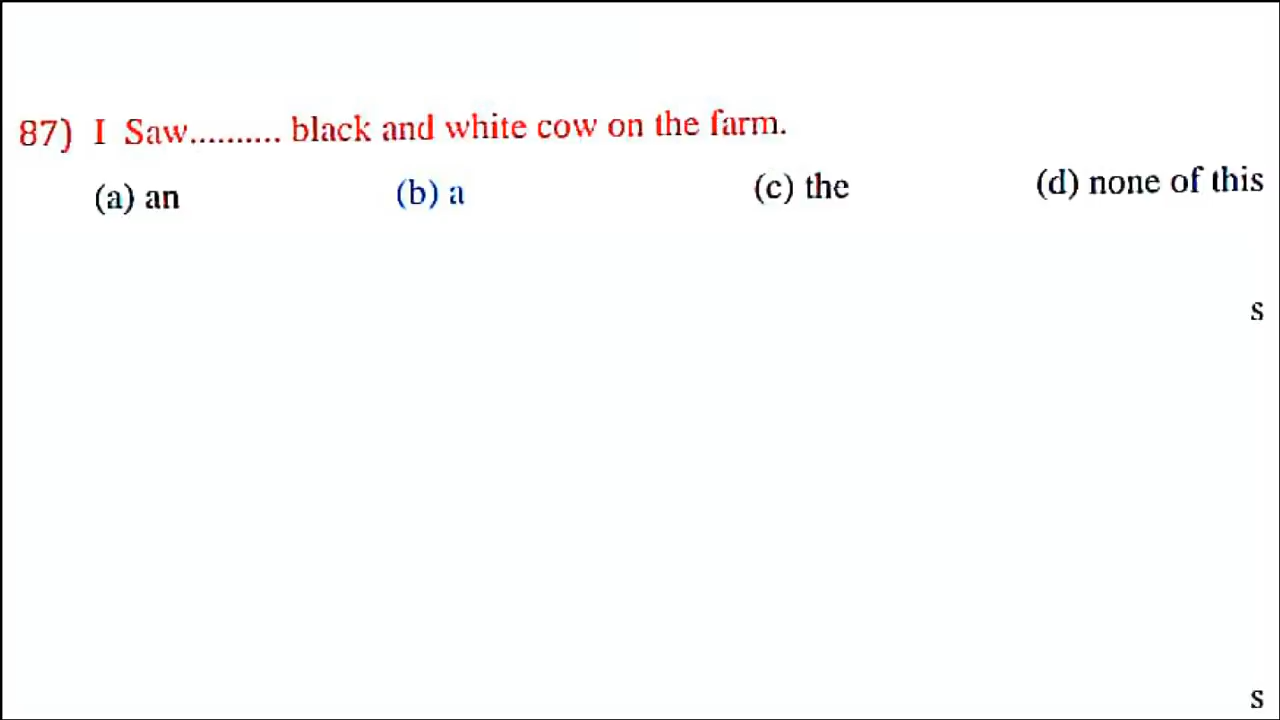 87) I Saw.......... black and white cow on the farm.
(a) an (b) a (c) the (d) none of this
s
s